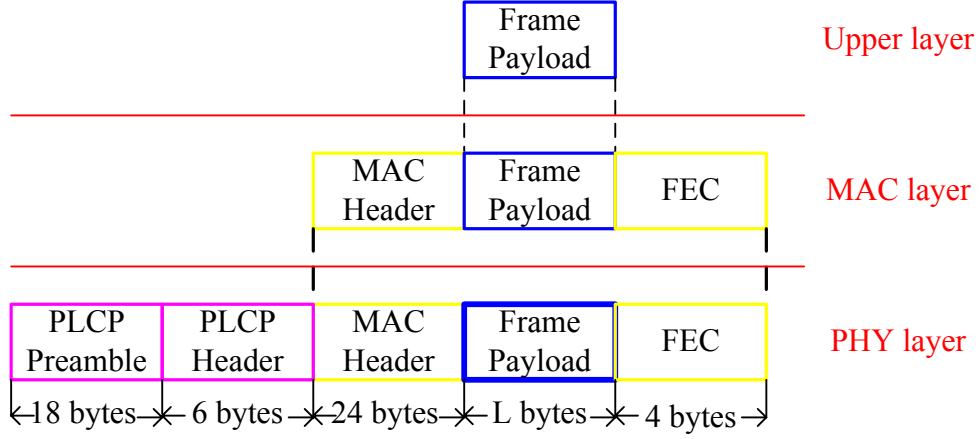 Frame
Payload
Upper layer
MAC
Header
Frame
Payload
FEC
MAC layer
PLCP
Preamble
PLCP
Header
MAC
Header
Frame
Payload
FEC
PHY layer
18 bytes
6 bytes
24 bytes
L bytes
4 bytes